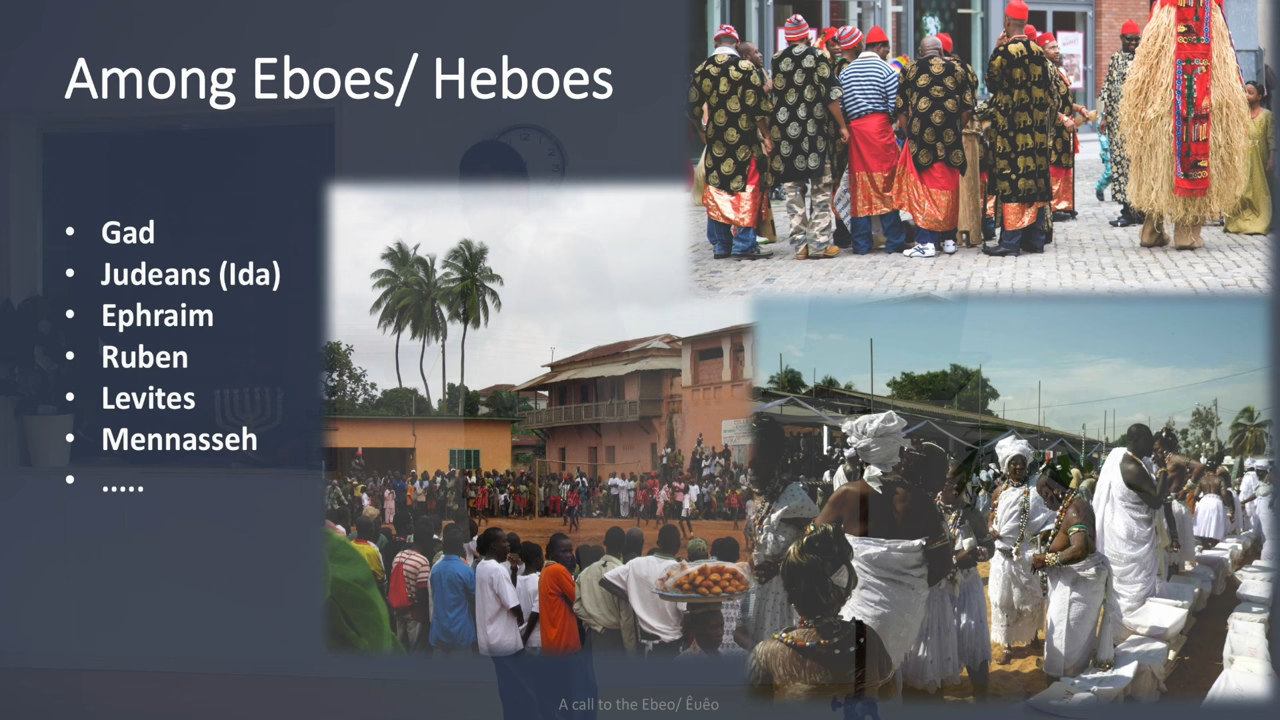 Among Eboes/ Heboes
• Gad
• Judeans (Ida)
• Ephraim
• Ruben
• Levites
• Mennasseh
• .....
A call to the Ebeo/ Êuêo